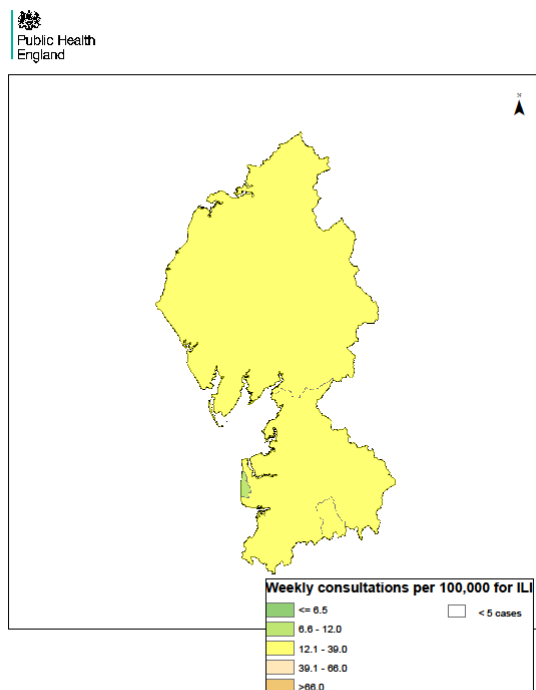 Public Health
England
N
Weekly consultations per 100,000 for ILI
<= 6.5
< 5 cases
6.6 - 12.0
12.1 - 39.0
39.1 - 66.0
>66.0